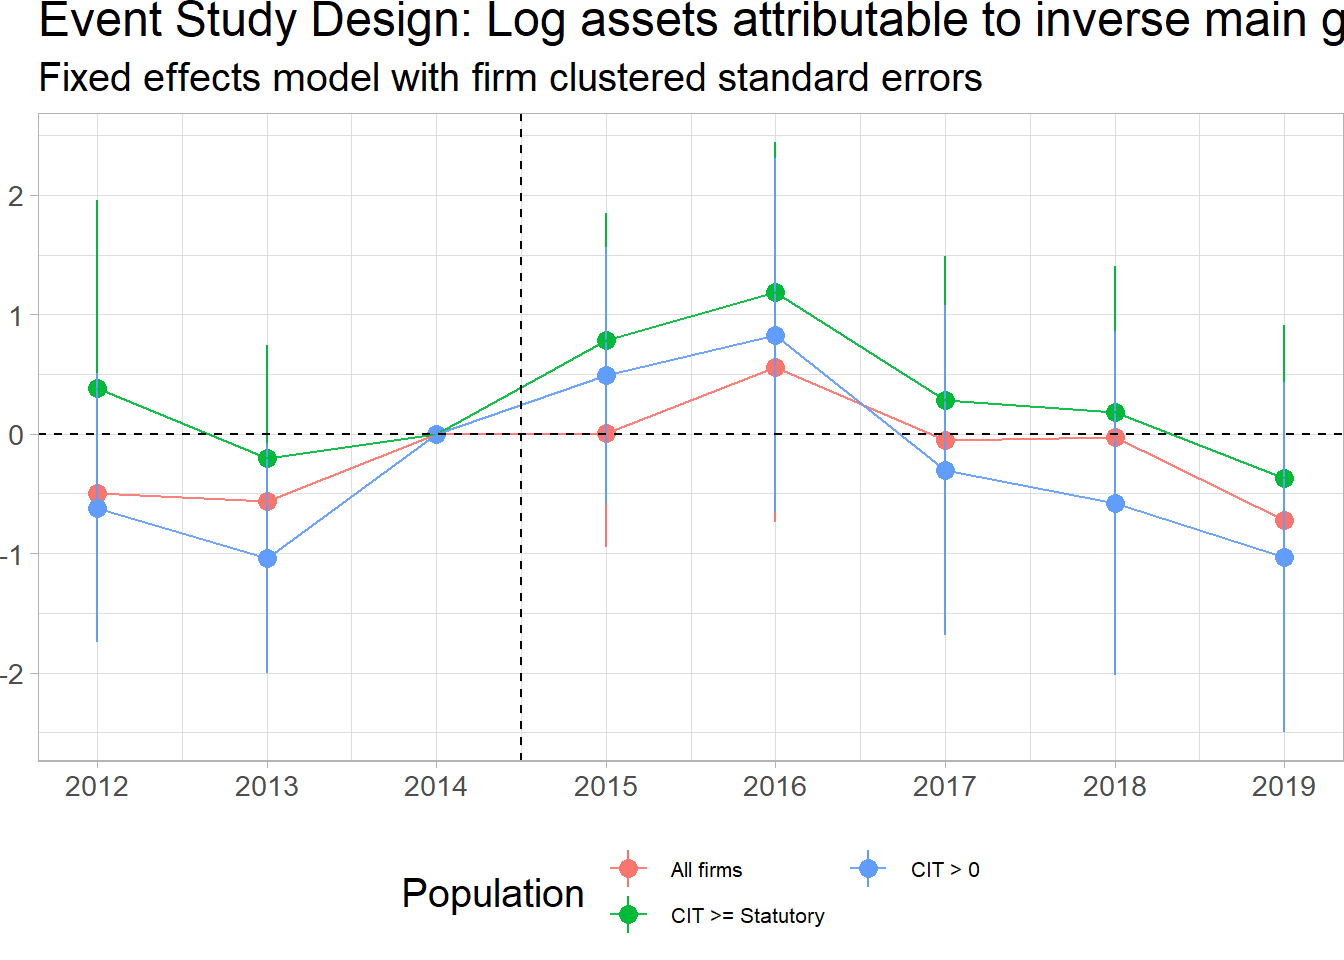 Event Study Design: Log assets attributable to inverse main g
Fixed effects model with firm clustered standard errors
2
1
0
-1
-2
2012 2013 2014 2015 2016 2017 2018 2019
Population
All firms
CIT > 0
CIT >= Statutory